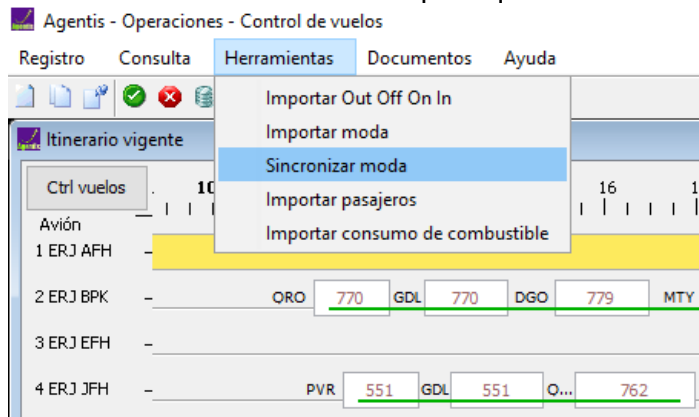 Agentis - Operaciones - Control de vuelos
Registro Consulta Herramientas Documentos Ayuda
Importar Out Off On In
Importar moda
Sincronizar moda
Importar pasajeros
Importar consumo de combustible
Itinerario vigente
Ctrl vuelos 10 16 1
Avión
1 ERJ AFH
2 ERJ BPK QRO 770 GDL 770 DGO 779 MTY
3 ERJ EFH
4 ERJ JFH PVR 551 GDL 551 O... 762